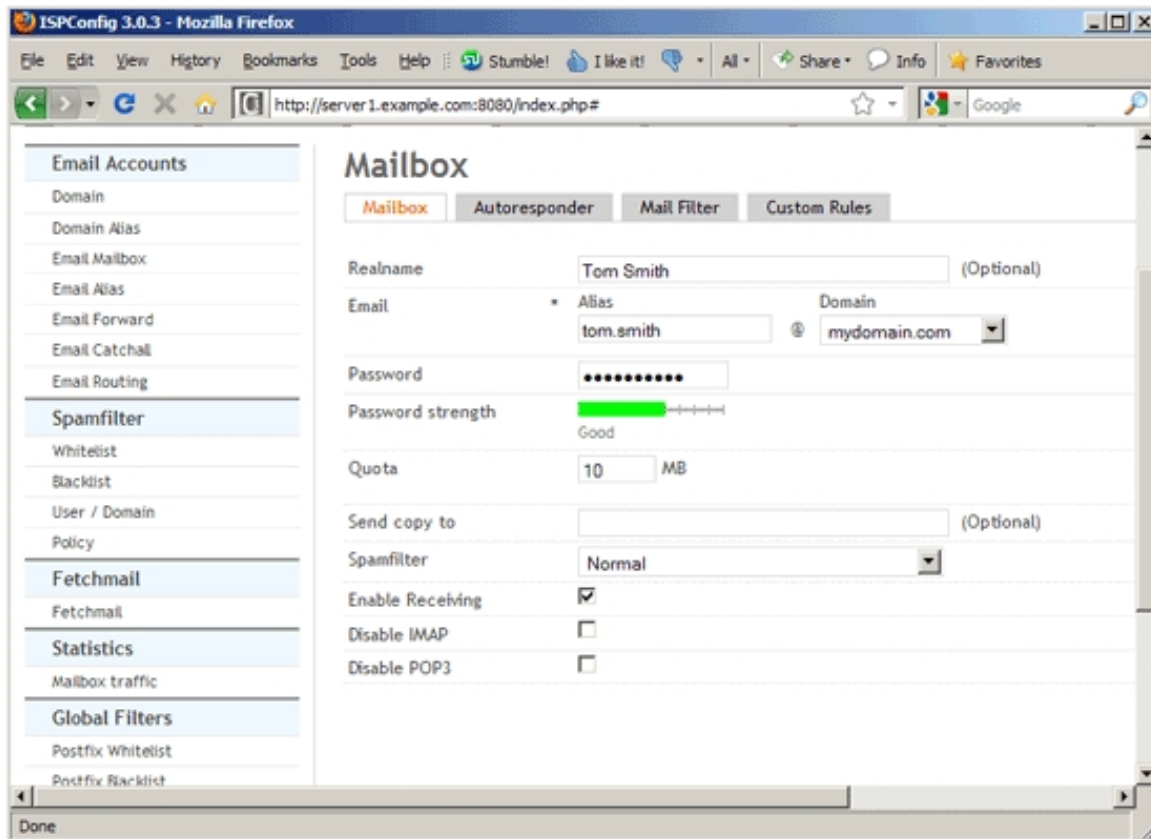 ISPConfig 3.0.3 - Mozilla Firefox
File Edit View History Bookmarks Tools Help Stumble! I like it! All Share Info Favorites
http://server1.example.com:8080/index.php# Google
Email Accounts
Domain
Domain Alias
Email Mailbox
Email Alias
Email Forward
Email Catchall
Email Routing
Spamfilter
Whitelist
Blacklist
User / Domain
Policy
Fetchmail
Fetchmail
Statistics
Mailbox traffic
Global Filters
Postfix Whitelist
Postfix Blacklist
Mailbox
Mailbox Autoresponder Mail Filter Custom Rules
Realname Tom Smith (Optional)
Email * Alias Domain
tom.smith @ mydomain.com
Password ••••••••••
Password strength
Good
Quota 10 MB
Send copy to (Optional)
Spamfilter Normal
Enable Receiving
Disable IMAP
Disable POP3
Done